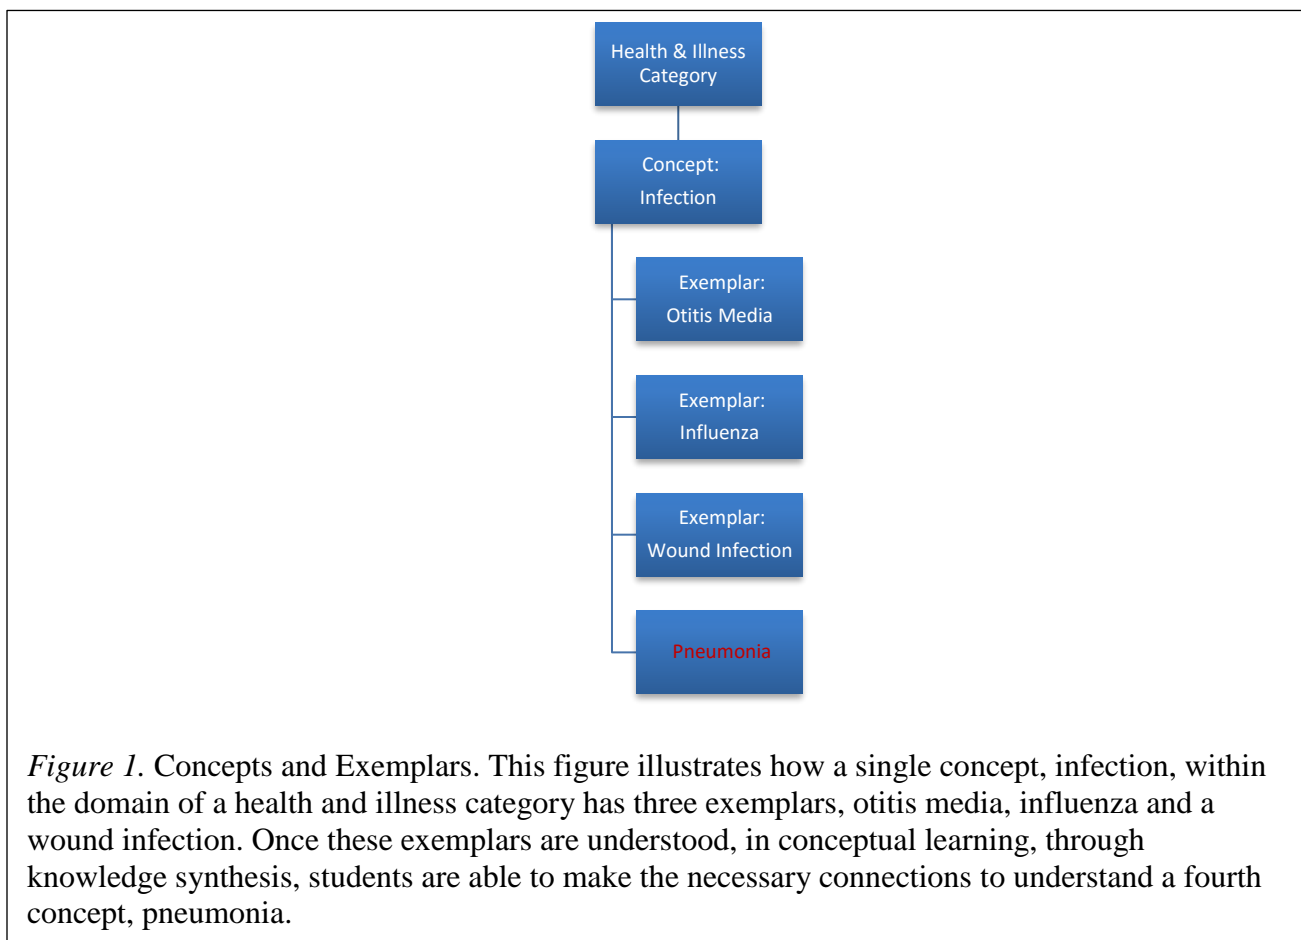 Health & Illness
Category
Concept:
Infection
Exemplar:
Otitis Media
Exemplar:
Influenza
Exemplar:
Wound Infection
Pneumonia
Figure 1. Concepts and Exemplars. This figure illustrates how a single concept, infection, within
the domain of a health and illness category has three exemplars, otitis media, influenza and a
wound infection. Once these exemplars are understood, in conceptual learning, through
knowledge synthesis, students are able to make the necessary connections to understand a fourth
concept, pneumonia.